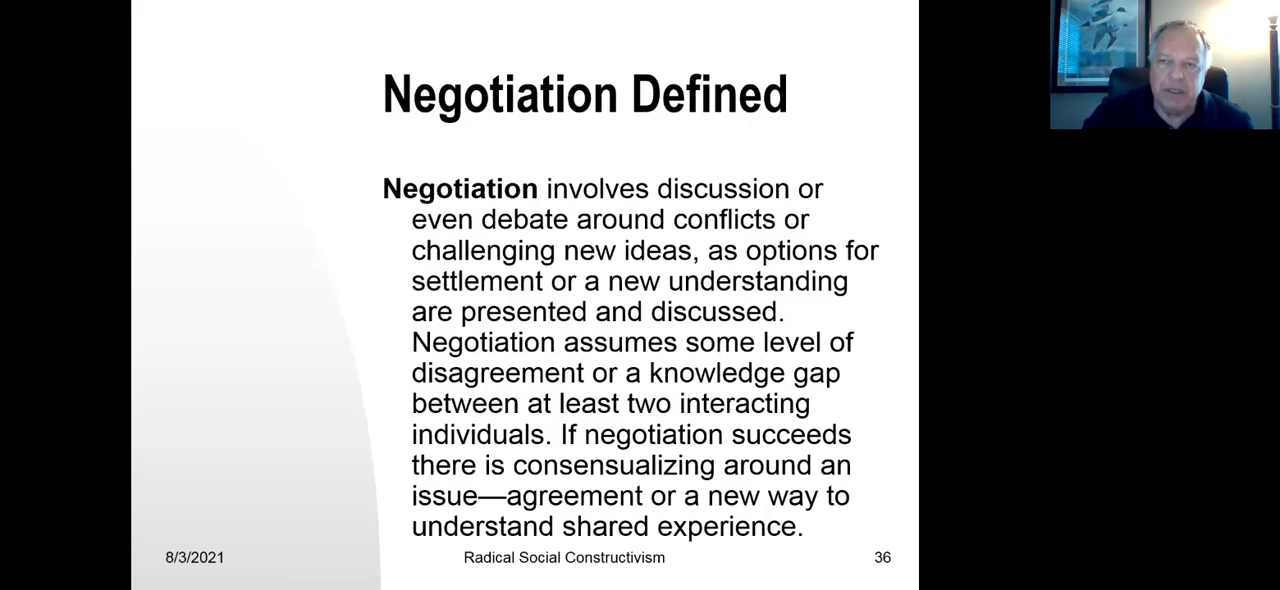 Negotiation Defined
Negotiation involves discussion or
even debate around conflicts or
challenging new ideas, as options for
settlement or a new understanding
are presented and discussed.
Negotiation assumes some level of
disagreement or a knowledge gap
between at least two interacting
individuals. If negotiation succeeds
there is consensualizing around an
issue—agreement or a new way to
understand shared experience.
8/3/2021
Radical Social Constructivism
36